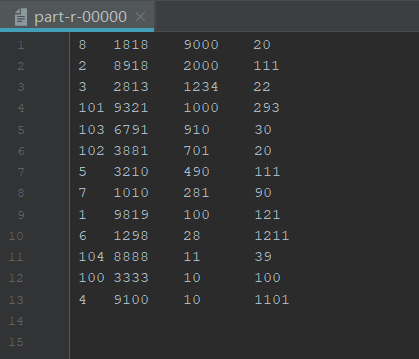 part-r-00000
1 8 1818 9000 20
2 2 8918 2000 111
3 3 2813 1234 22
4 101 9321 1000 293
5 103 6791 910 30
6 102 3881 701 20
7 5 3210 490 111
8 7 1010 281 90
9 1 9819 100 121
10 6 1298 28 1211
11 104 8888 11 39
12 100 3333 10 100
13 4 9100 10 1101
14
15